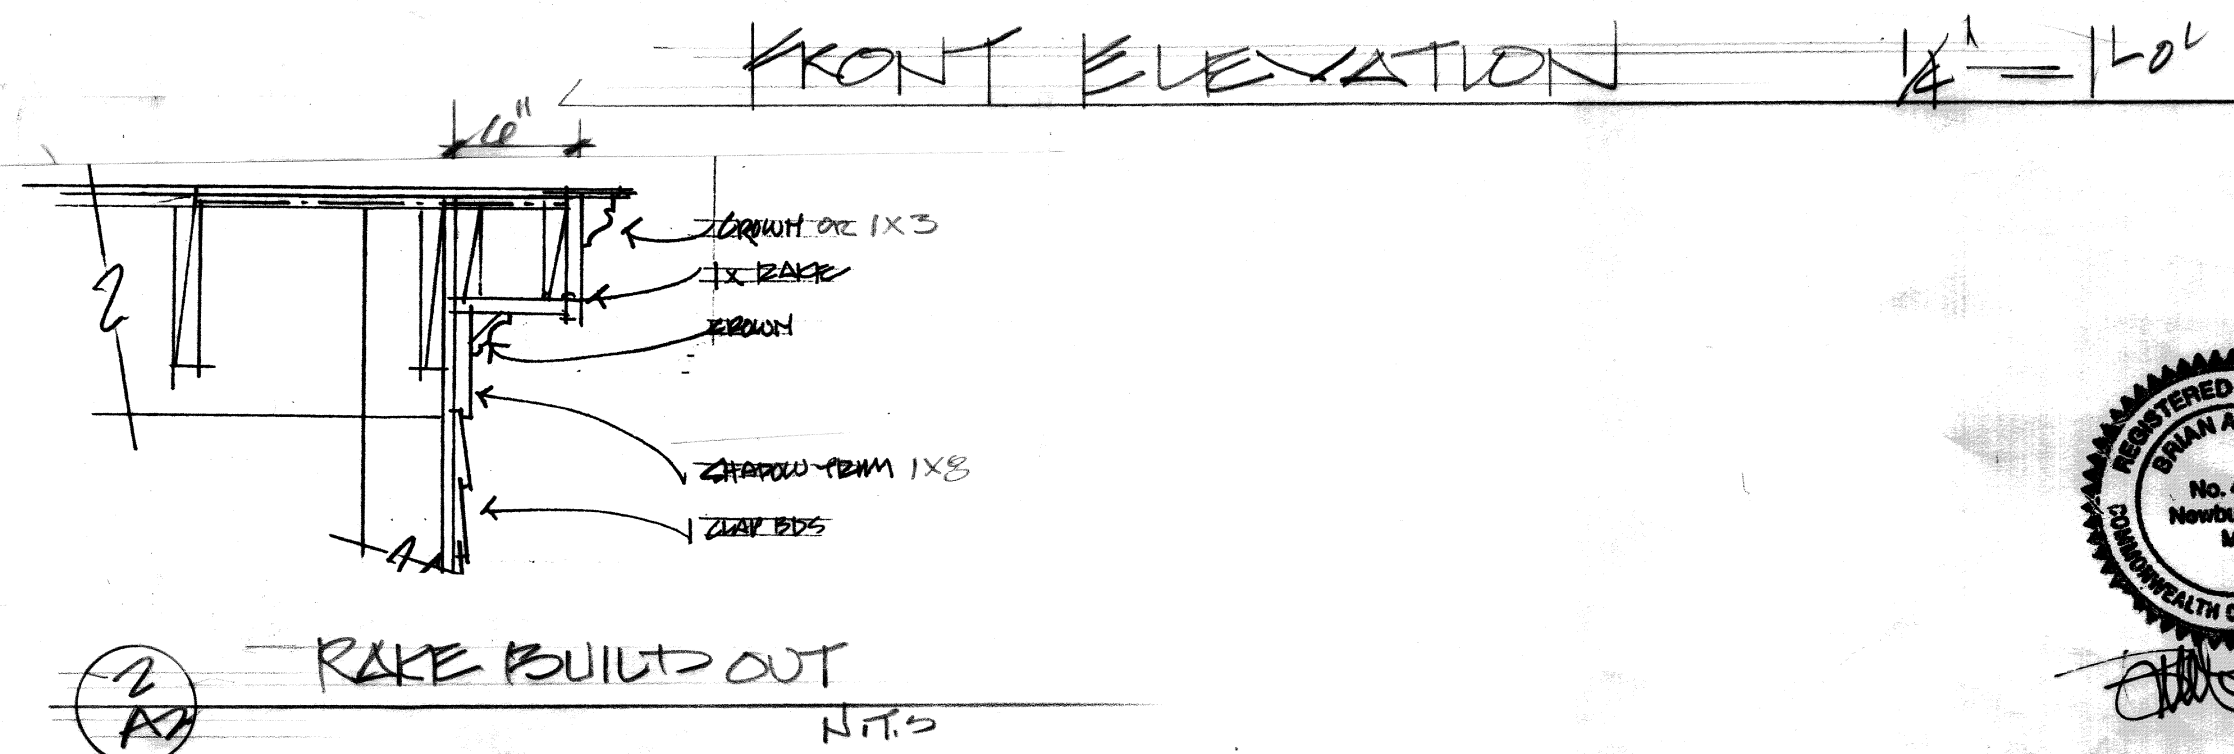 FRONT ELEVATION 1/4" = 1'-0"
6"
CROWN OR 1X3
1X RAKE
CROWN
SHADOW TRIM 1X8
CLAP BDS
REGISTERED
BRIAN A
No.
Newbu
M
COMMONWEALTH O
2
A2
RAKE BUILD OUT
N.T.S